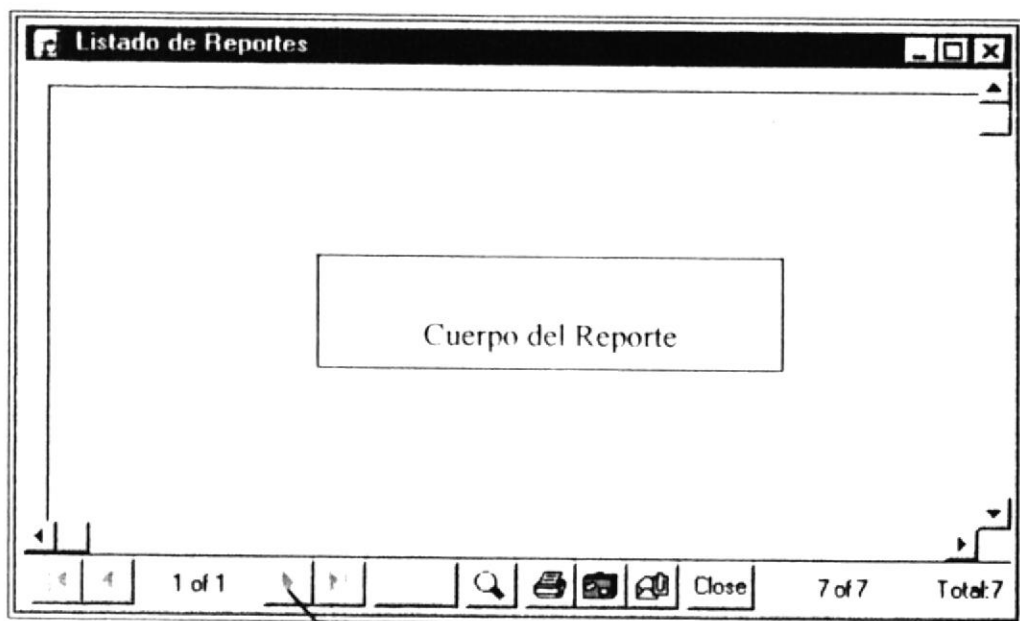 Listado de Reportes
Cuerpo del Reporte
1 of 1 Close 7 of 7 Total:7